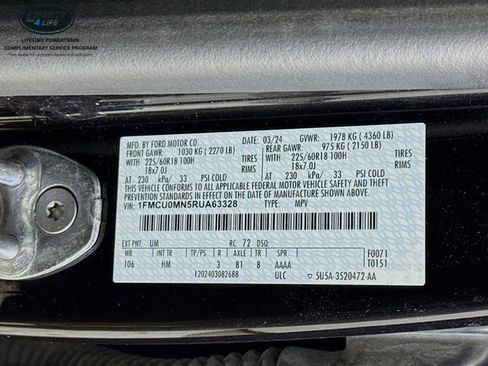 4 LIFE
LIFETIME POWERTRAIN
COMPLIMENTARY SERVICE PROGRAM
MFD. BY FORD MOTOR CO. 03/24 GVWR: 1978 KG ( 4360 LB)
FRONT GAWR: 1030 KG ( 2270 LB) REAR GAWR: 975 KG ( 2150 LB)
WITH 225/60R18 100H TIRES WITH 225/60R18 100H TIRES
18x7.0J RIMS 18x7.0J RIMS
AT 230 kPa/ 33 PSI COLD AT 230 kPa/ 33 PSI COLD
THIS VEHICLE CONFORMS TO ALL APPLICABLE FEDERAL MOTOR VEHICLE
SAFETY AND THEFT PREVENTION STANDARDS IN EFFECT ON THE DATE OF
MANUFACTURE SHOWN ABOVE.
VIN: 1FMCU0MN5RUA63328 TYPE: MPV
EXT PNT: UM RC: 72 DSO:
WB INT TR TP/PS R AXLE TR SPR F0071
106 HM 3 81 8 AAAA T0151
1202403082688 ULC 5U5A-3520472-AA